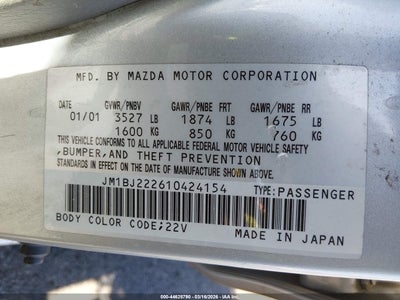 MFD. BY MAZDA MOTOR CORPORATION
DATE GVWR/PNBV GAWR/PNBE FRT GAWR/PNBE RR
01/01 3527 LB 1874 LB 1675 LB
1600 KG 850 KG 760 KG
THIS VEHICLE CONFORMS TO ALL APPLICABLE FEDERAL MOTOR VEHICLE SAFETY
,BUMPER,AND THEFT PREVENTION
STANDARDS IN EFFECT ON THE DATE OF MANUFACTURE SHOWN ABOVE.
JM1BJ222610424154 TYPE:PASSENGER
BODY COLOR CODE;22V
MADE IN JAPAN